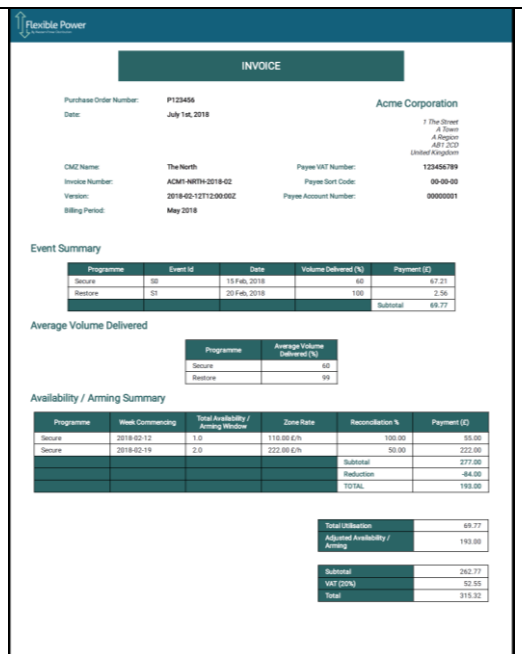 Flexible Power
INVOICE
Purchase Order Number: P123456
Date: July 1st, 2018
Acme Corporation
1 The Street
A Town
A Region
AB1 2CD
United Kingdom
CMZ Name: The North Payee VAT Number: 123456789
Invoice Number: ACM1-NRTH-2018-02 Payee Sort Code: 00-00-00
Version: 2018-02-12T12:00:00Z Payee Account Number: 00000001
Billing Period: May 2018
Event Summary
Programme Event Id Date Volume Delivered (%) Payment (£)
Secure S0 15 Feb, 2018 60 67.21
Restore S1 20 Feb, 2018 100 2.56
Subtotal 69.77
Average Volume Delivered
Programme Average Volume Delivered (%)
Secure 60
Restore 99
Availability / Arming Summary
Programme Week Commencing Total Availability / Arming Window Zone Rate Reconciliation % Payment (£)
Secure 2018-02-12 1.0 110.00 £/h 100.00 55.00
Secure 2018-02-19 2.0 222.00 £/h 50.00 222.00
Subtotal 277.00
Reduction -84.00
TOTAL 193.00
Total Utilisation 69.77
Adjusted Availability / Arming 193.00
Subtotal 262.77
VAT (20%) 52.55
Total 315.32